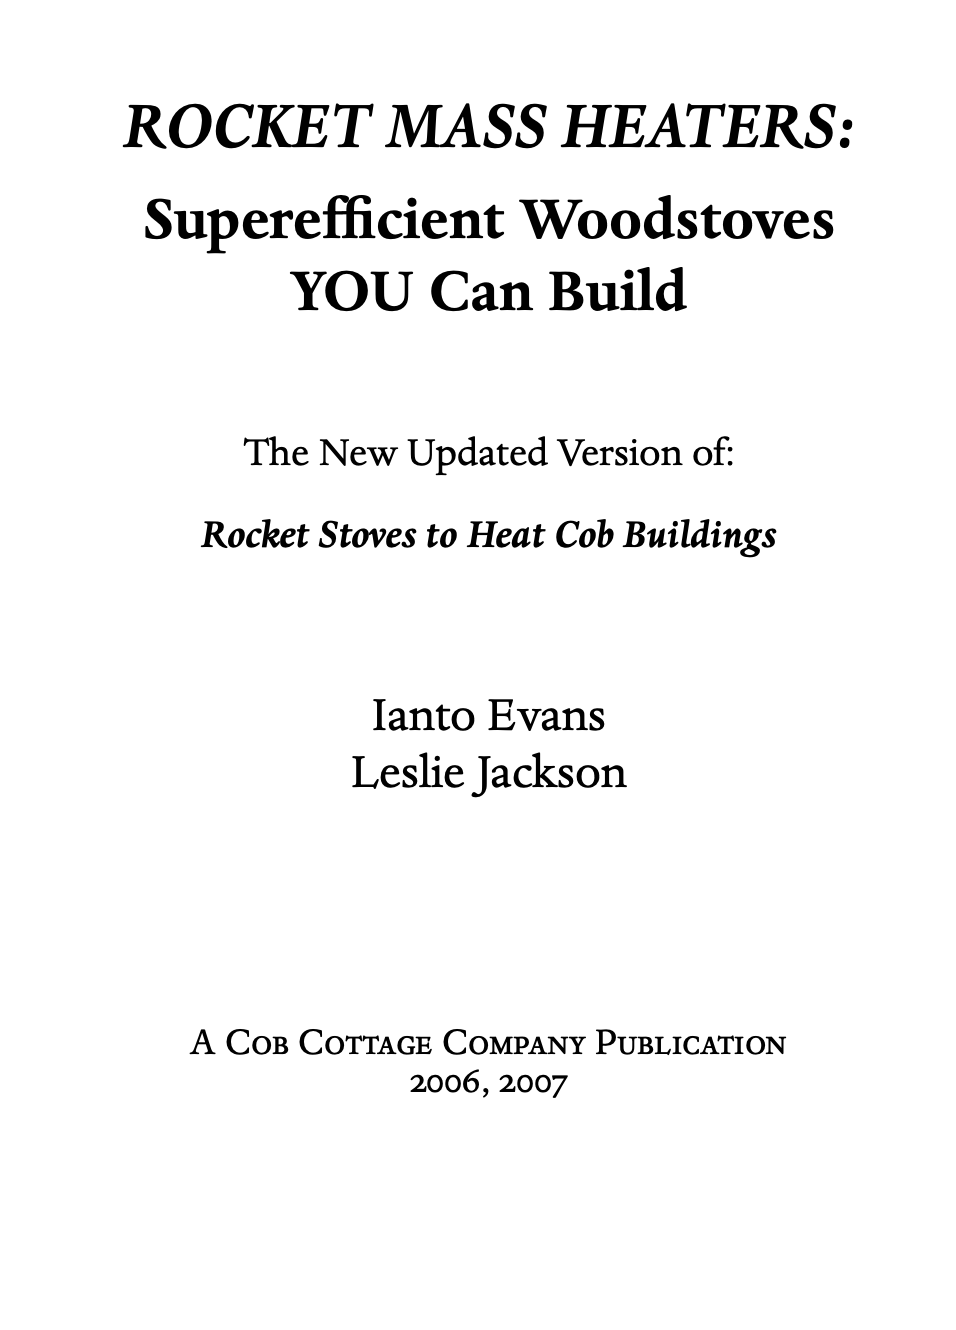 ROCKET MASS HEATERS:
Superefficient Woodstoves
YOU Can Build
The New Updated Version of:
Rocket Stoves to Heat Cob Buildings
Ianto Evans
Leslie Jackson
A Cob Cottage Company Publication
2006, 2007